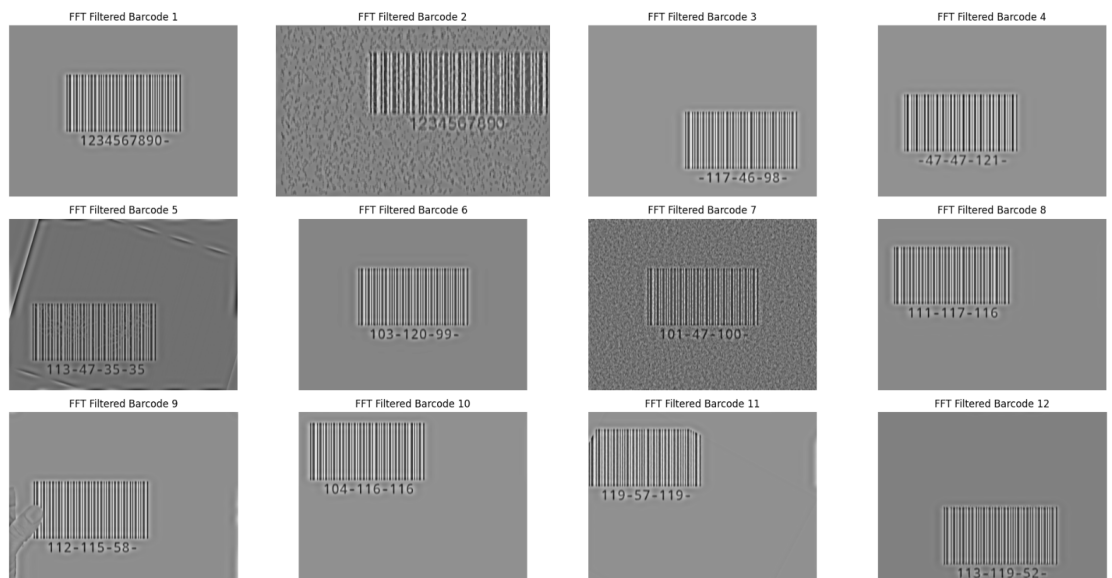 FFT Filtered Barcode 1
1234567890-
FFT Filtered Barcode 2
1234567890-
FFT Filtered Barcode 3
-117-46-98-
FFT Filtered Barcode 4
-47-47-121-
FFT Filtered Barcode 5
113-47-35-35
FFT Filtered Barcode 6
103-120-99-
FFT Filtered Barcode 7
101-47-100-
FFT Filtered Barcode 8
111-117-116
FFT Filtered Barcode 9
112-115-58-
FFT Filtered Barcode 10
104-116-116
FFT Filtered Barcode 11
119-57-119-
FFT Filtered Barcode 12
113-119-52-